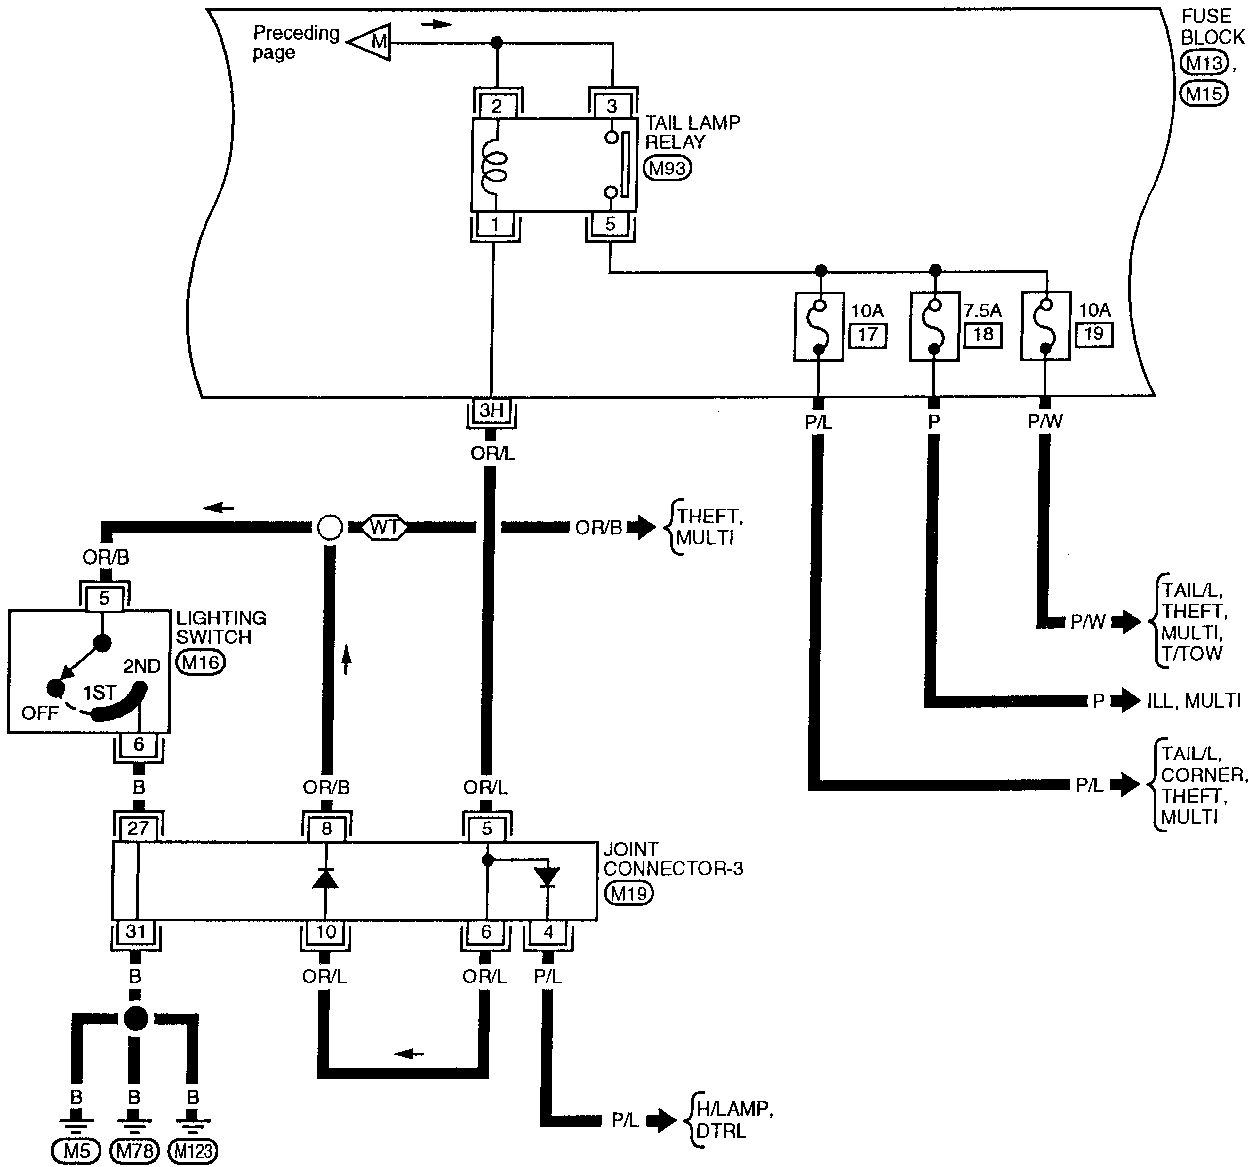 FUSE
BLOCK
M13,
M15
Preceding
page
M
2
3
TAIL LAMP
RELAY
M93
1
5
10A
17
7.5A
18
10A
19
3H
P/L
P
P/W
OR/L
WT
OR/B
THEFT,
MULTI
OR/B
5
LIGHTING
SWITCH
M16
2ND
1ST
OFF
6
B
P/W
TAIL/L,
THEFT,
MULTI,
T/TOW
P
ILL, MULTI
P/L
TAIL/L,
CORNER,
THEFT,
MULTI
OR/B
OR/L
27
8
5
JOINT
CONNECTOR-3
M19
31
10
6
4
B
OR/L
OR/L
P/L
B
B
B
M5
M78
M123
P/L
H/LAMP,
DTRL